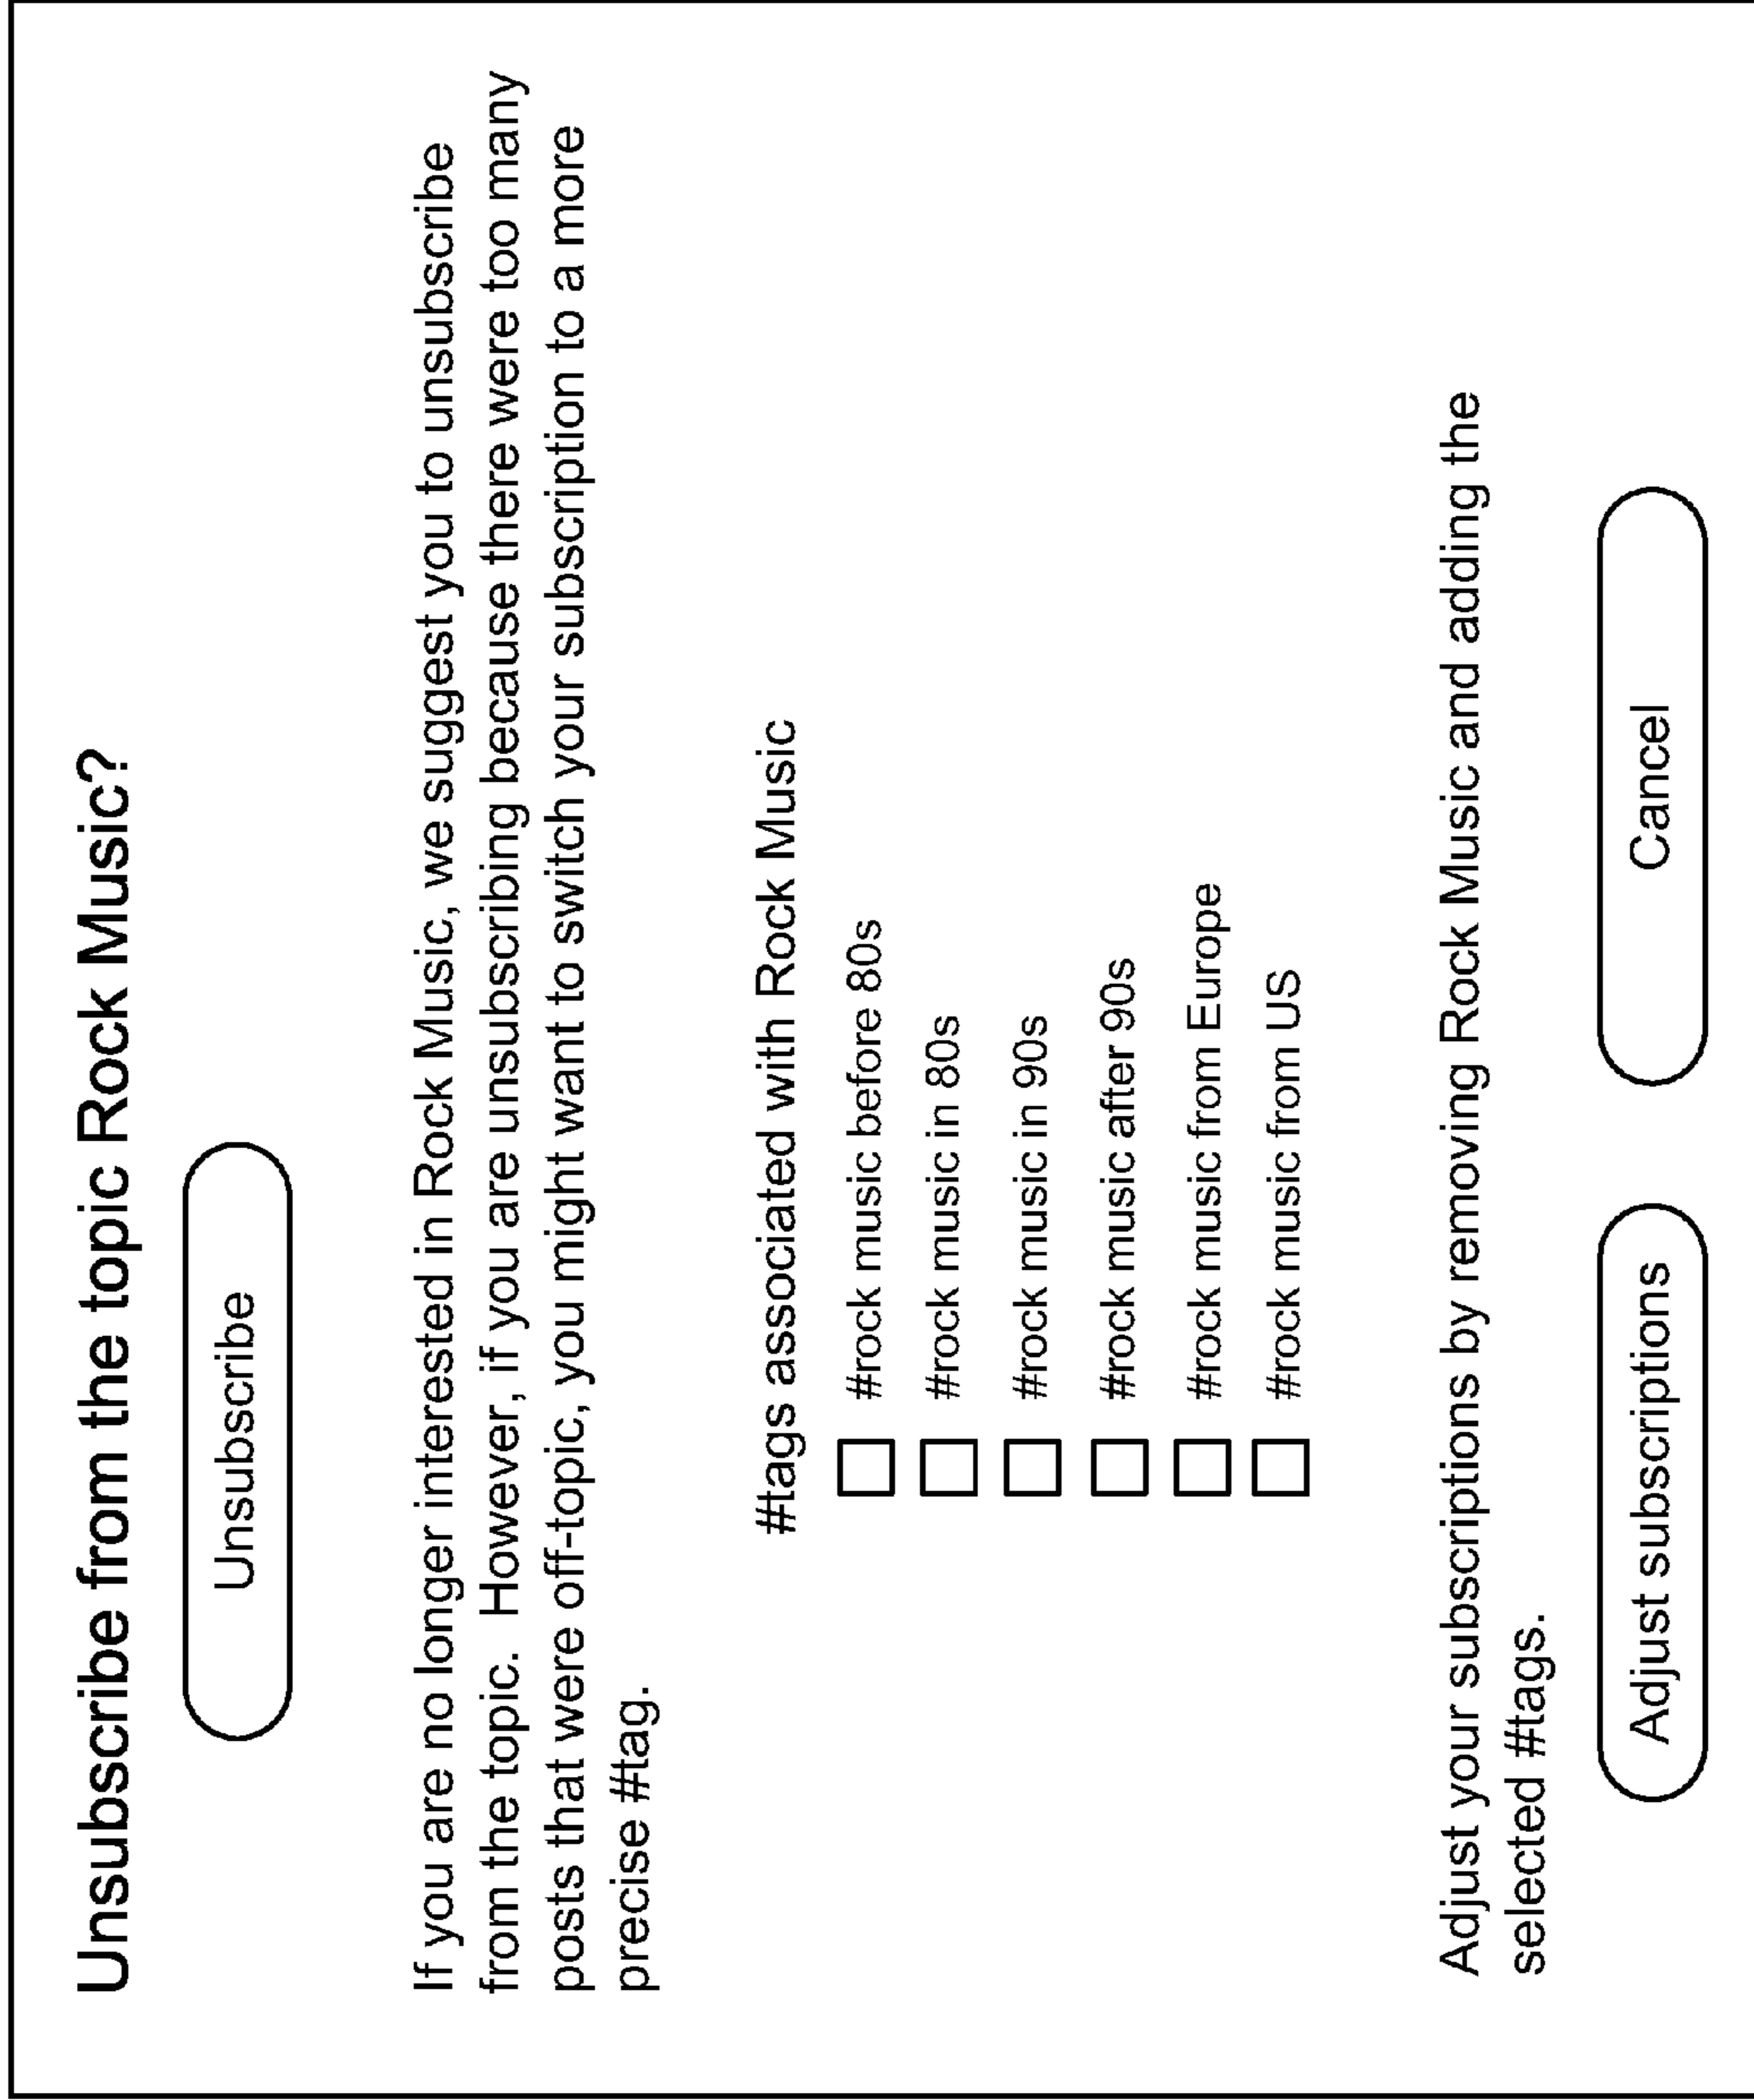 Unsubscribe from the topic Rock Music?
Unsubscribe
If you are no longer interested in Rock Music, we suggest you to unsubscribe
from the topic.  However, if you are unsubscribing because there were too many
posts that were off-topic, you might want to switch your subscription to a more
precise #tag.
#tags associated with Rock Music
#rock music before 80s
#rock music in 80s
#rock music in 90s
#rock music after 90s
#rock music from Europe
#rock music from US
Adjust your subscriptions by removing Rock Music and adding the
selected #tags.
Adjust subscriptions
Cancel